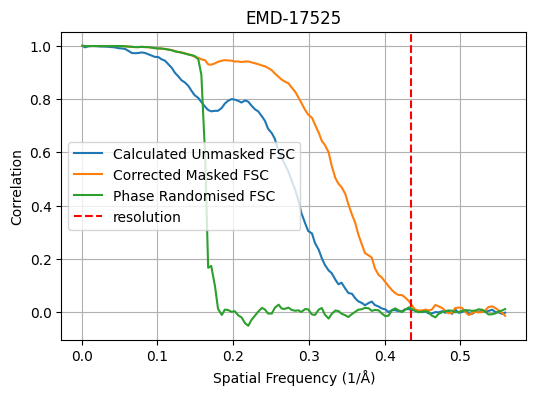 EMD-17525
1.0
0.8
0.6
0.4
0.2
0.0
Correlation
Calculated Unmasked FSC
Corrected Masked FSC
Phase Randomised FSC
resolution
0.0 0.1 0.2 0.3 0.4 0.5
Spatial Frequency (1/Å)